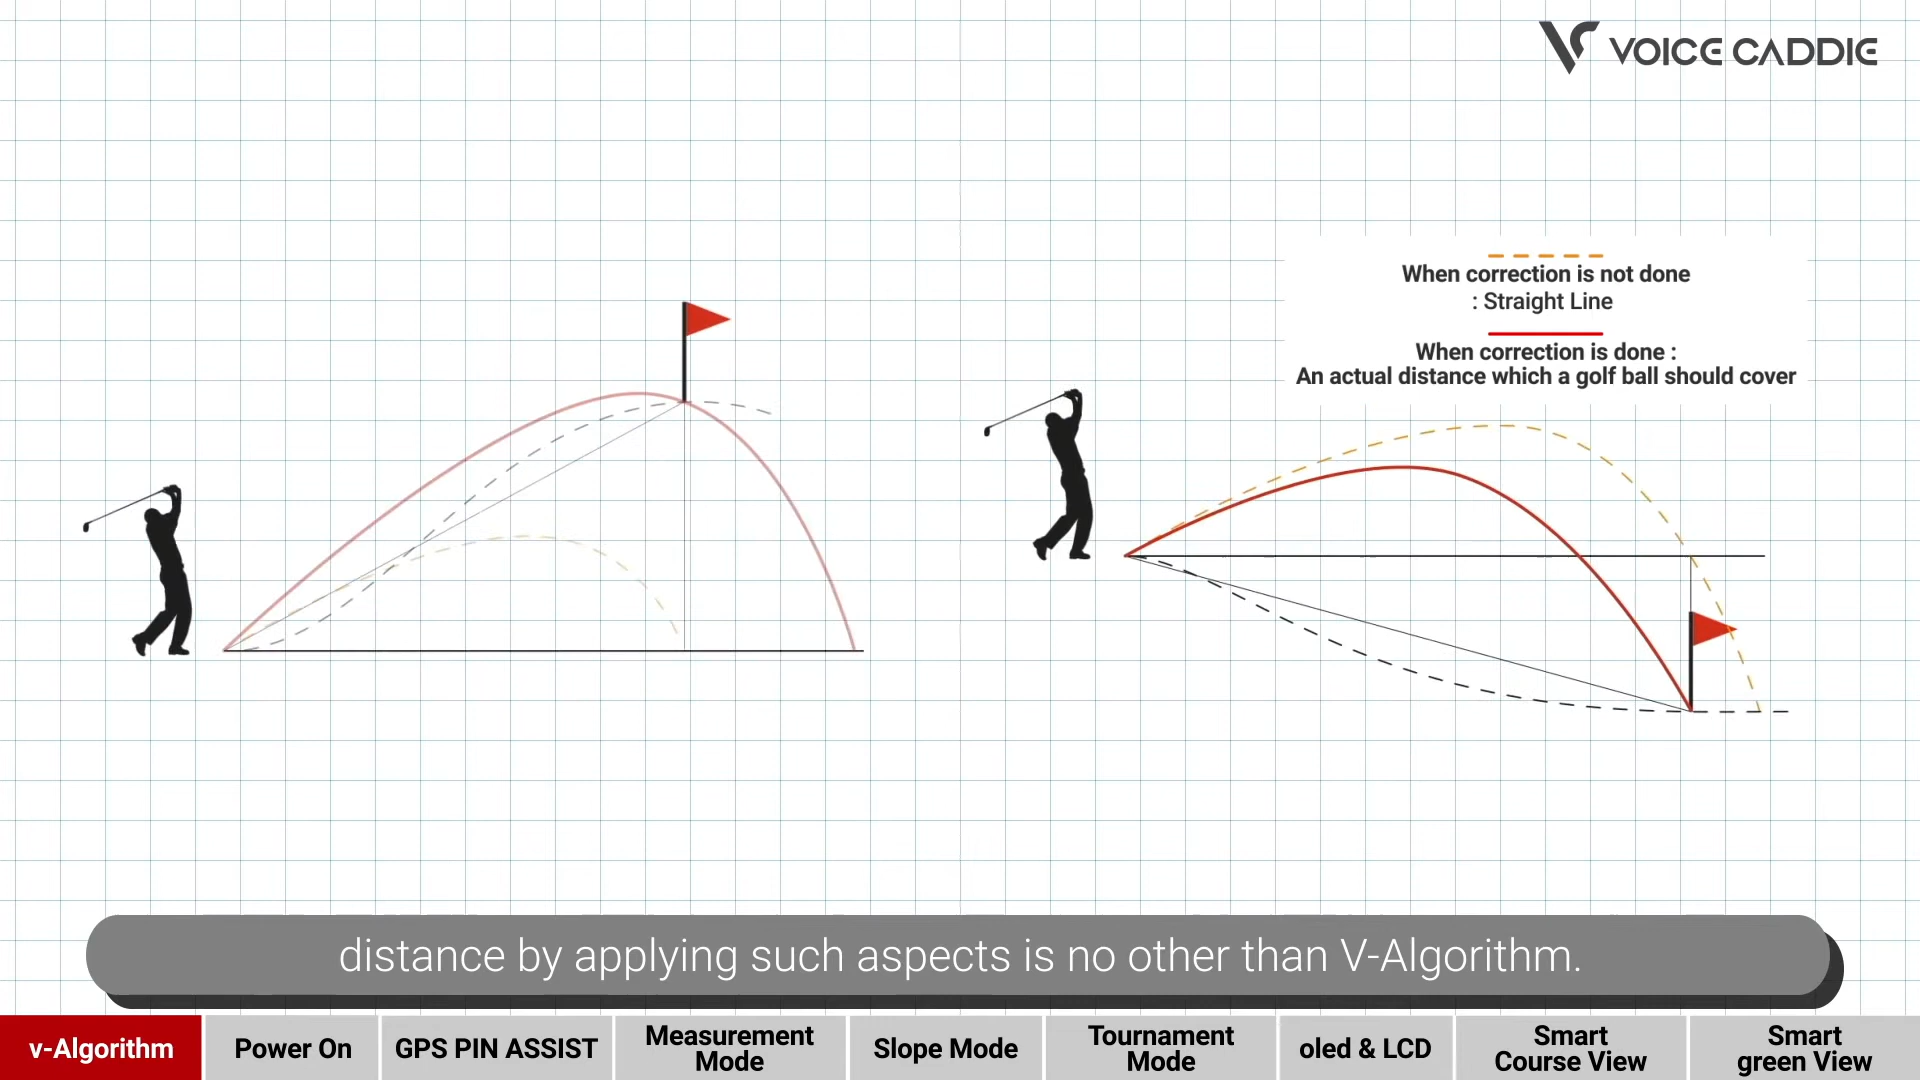 VOICE CADDIE
When correction is not done
: Straight Line
When correction is done :
An actual distance which a golf ball should cover
distance by applying such aspects is no other than V-Algorithm.
v-Algorithm
Power On
GPS PIN ASSIST
Measurement
Mode
Slope Mode
Tournament
Mode
oled & LCD
Smart
Course View
Smart
green View